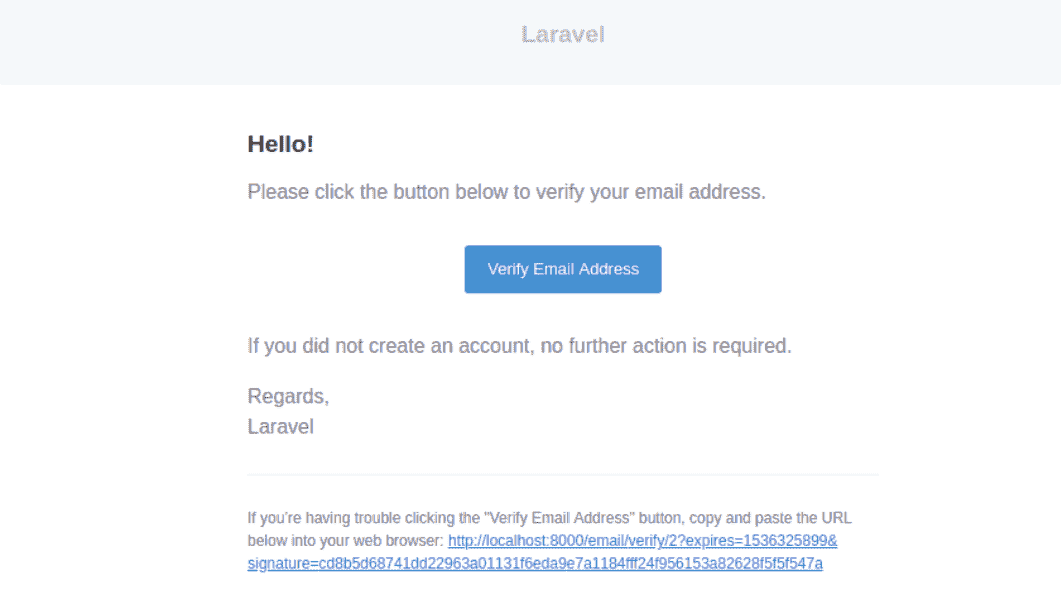 Laravel
Hello!
Please click the button below to verify your email address.
Verify Email Address
If you did not create an account, no further action is required.
Regards,
Laravel
If you're having trouble clicking the "Verify Email Address" button, copy and paste the URL
below into your web browser: http://localhost:8000/email/verify/2?expires=1536325899&
signature=cd8b5d68741dd22963a01131f6eda9e7a1184fff24f956153a82628f5f5f547a